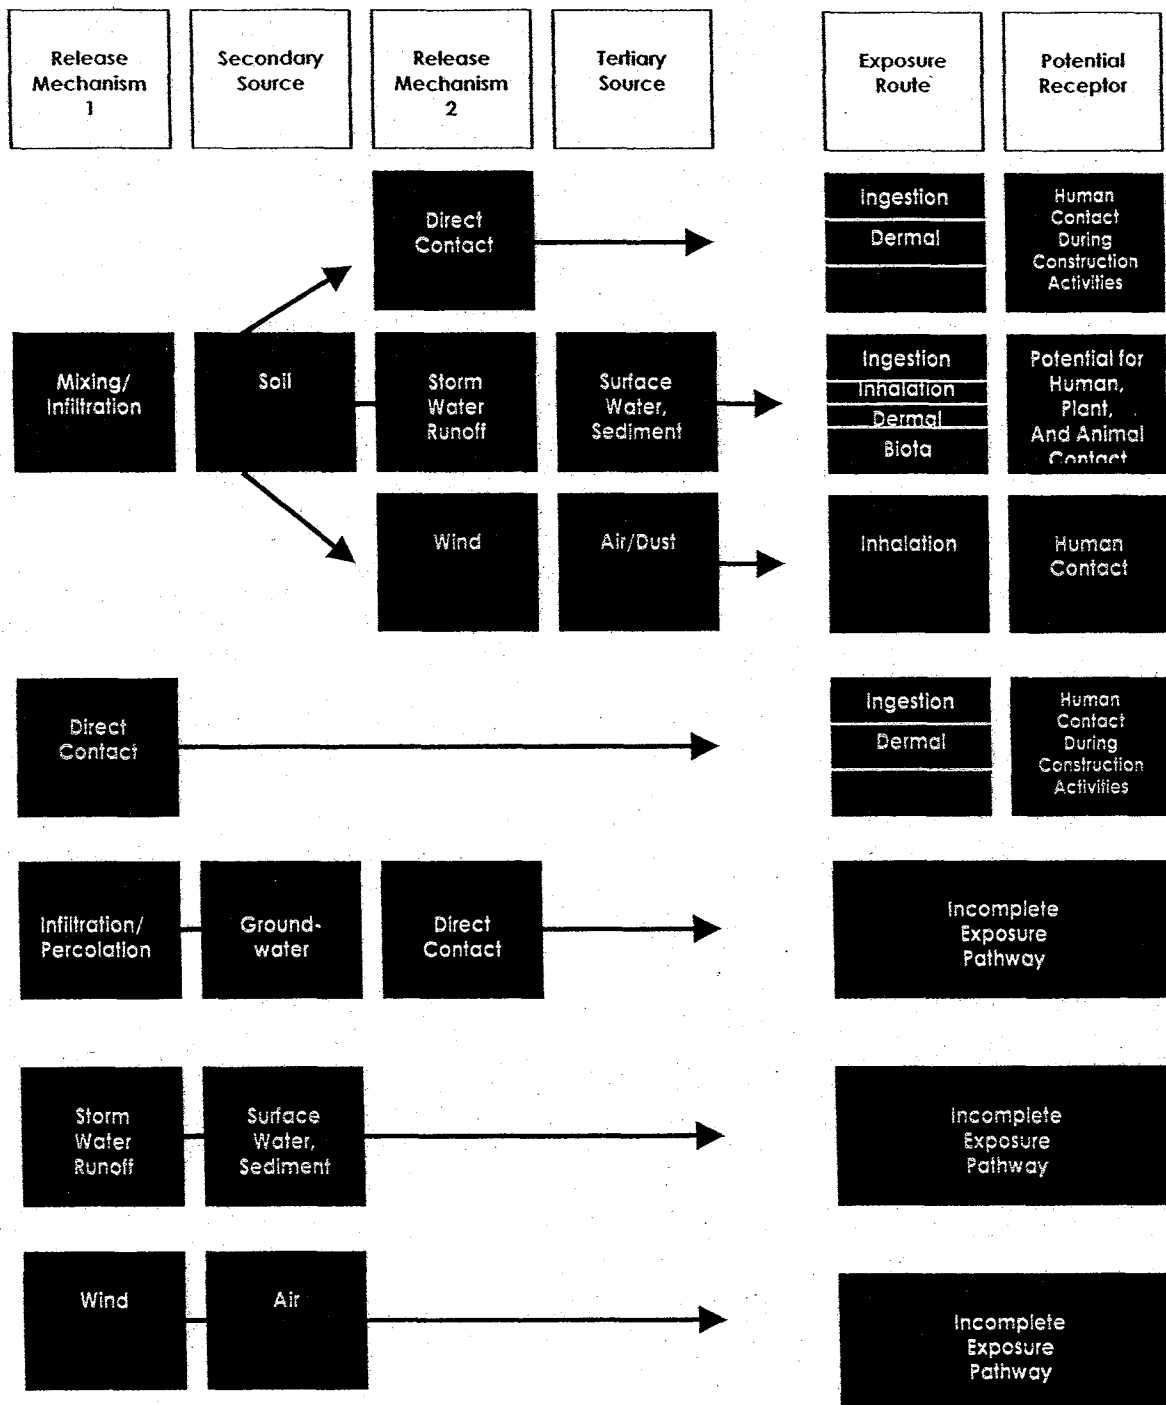 Release
Mechanism
1
Secondary
Source
Release
Mechanism
2
Tertiary
Source
Exposure
Route
Potential
Receptor
Direct
Contact
Ingestion
Dermal
Human
Contact
During
Construction
Activities
Mixing/
Infiltration
Soil
Storm
Water
Runoff
Surface
Water,
Sediment
Ingestion
Inhalation
Dermal
Biota
Potential for
Human,
Plant,
And Animal
Contact
Wind
Air/Dust
Inhalation
Human
Contact
Direct
Contact
Ingestion
Dermal
Human
Contact
During
Construction
Activities
Infiltration/
Percolation
Ground-
water
Direct
Contact
Incomplete
Exposure
Pathway
Storm
Water
Runoff
Surface
Water,
Sediment
Incomplete
Exposure
Pathway
Wind
Air
Incomplete
Exposure
Pathway